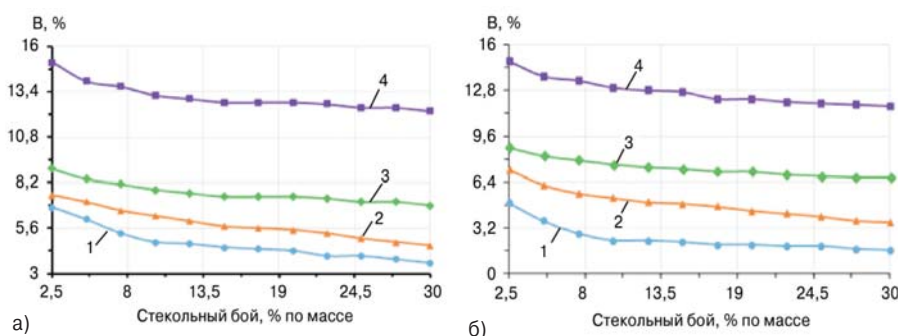 В, %
16
13,4
10,8
8,2
5,6
3
4
3
2
1
2,5 8 13,5 19 24,5 30
Стекольный бой, % по массе
а)
В, %
16
12,8
9,6
6,4
3,2
0
4
3
2
1
2,5 8 13,5 19 24,5 30
Стекольный бой, % по массе
б)